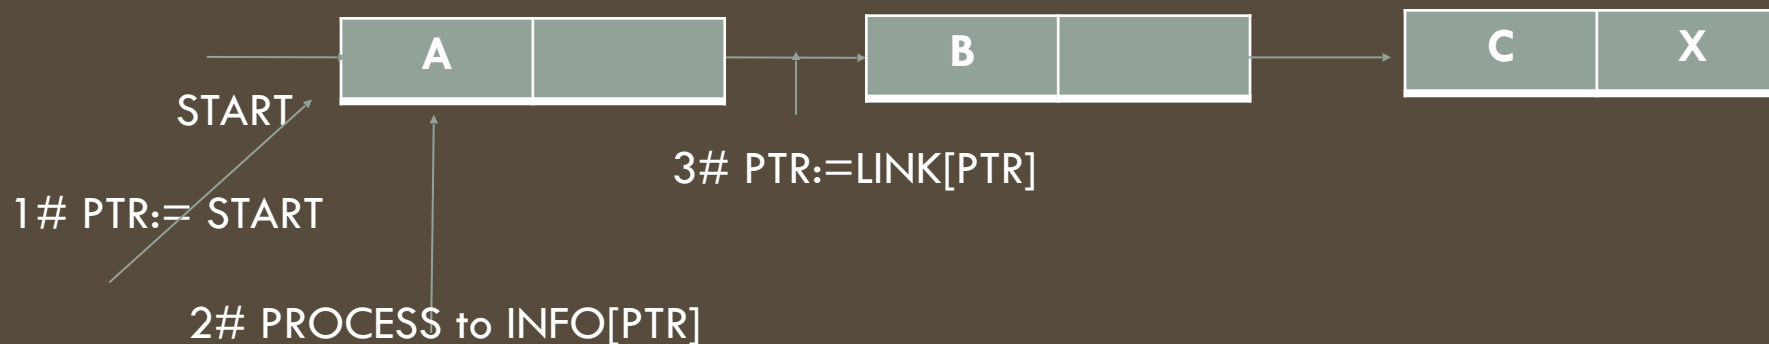 A
B
C X
START
3# PTR:=LINK[PTR]
1# PTR:= START
2# PROCESS to INFO[PTR]